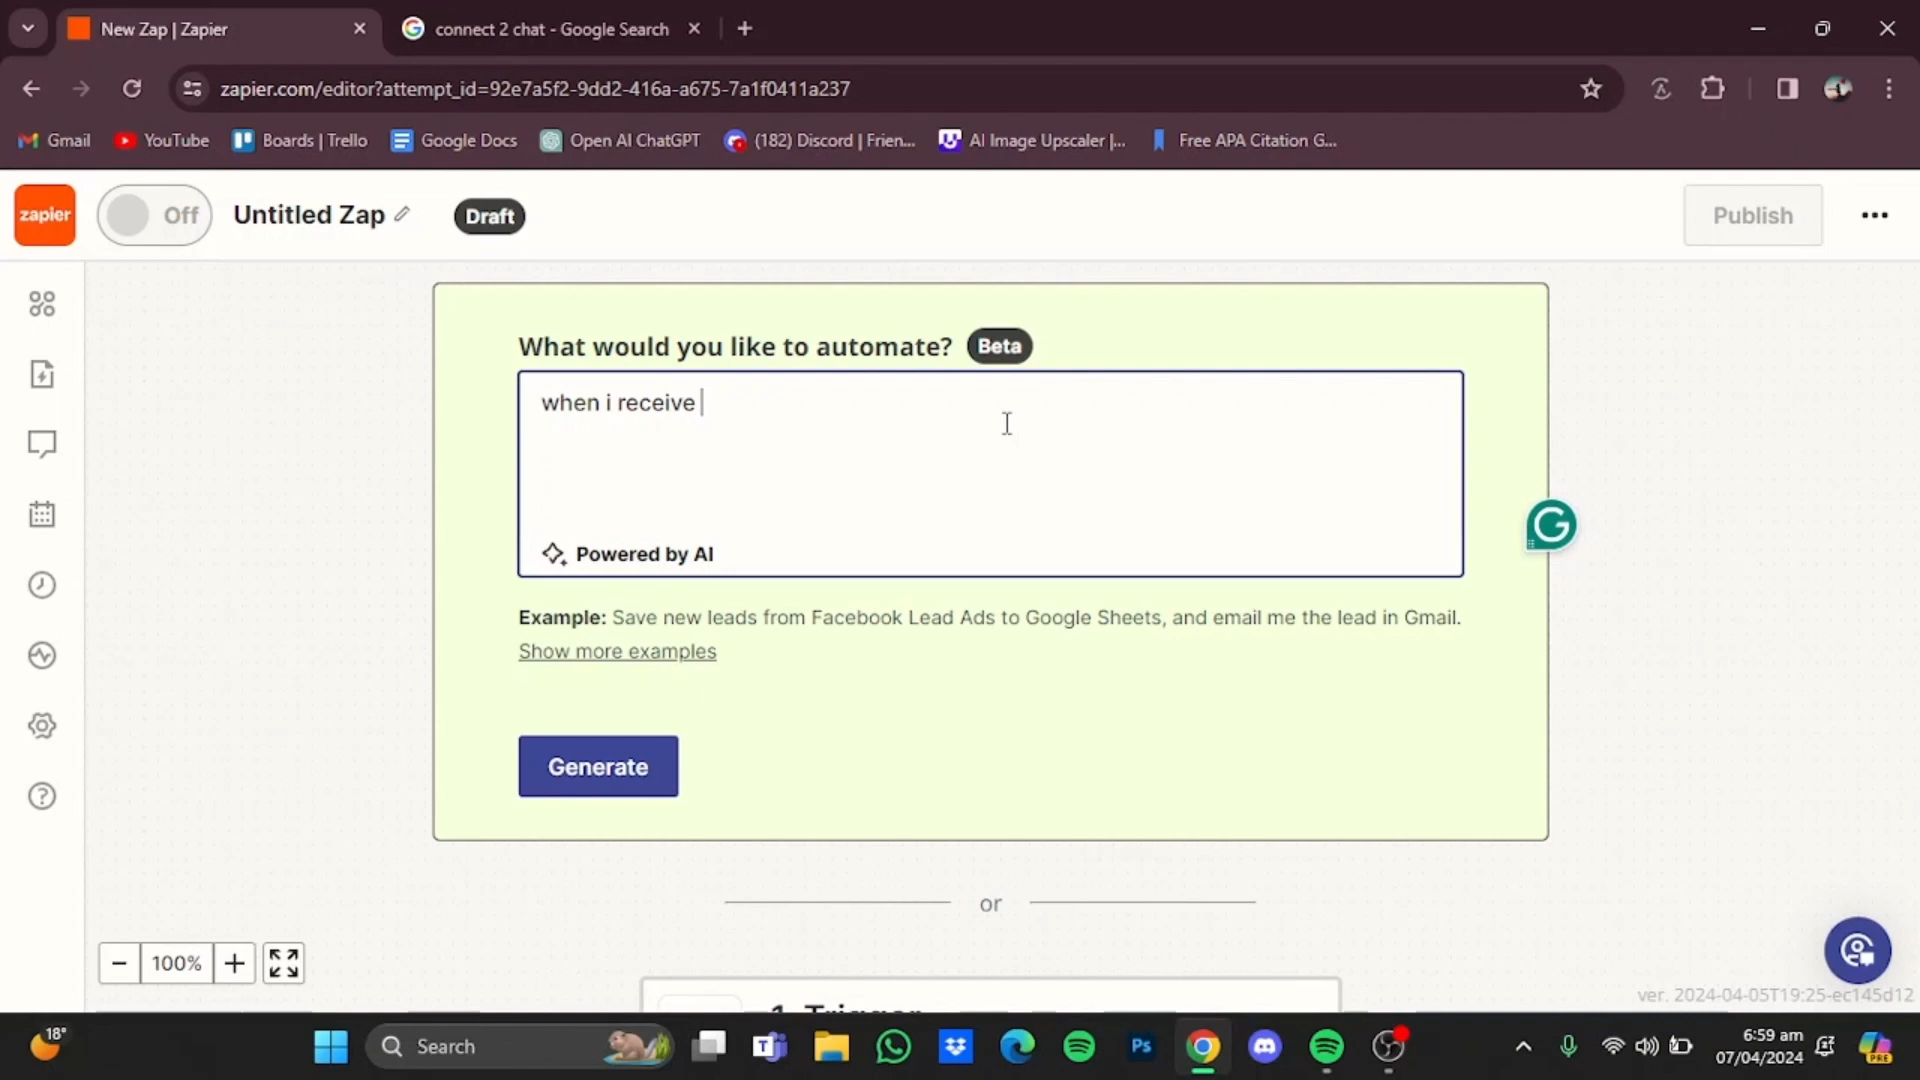 New Zap | Zapier
connect 2 chat - Google Search
zapier.com/editor?attempt_id=92e7a5f2-9dd2-416a-a675-7a1f0411a237
Gmail
YouTube
Boards | Trello
Google Docs
Open AI ChatGPT
(182) Discord | Frien...
AI Image Upscaler |...
Free APA Citation G...
zapier
Off
Untitled Zap
Draft
Publish
What would you like to automate?
Beta
when i receive
Powered by AI
Example: Save new leads from Facebook Lead Ads to Google Sheets, and email me the lead in Gmail.
Show more examples
Generate
or
100%
1. Trigger
ver. 2024-04-05T19:25-ec145d12
18°
Search
Ps
6:59 am
07/04/2024
PRE